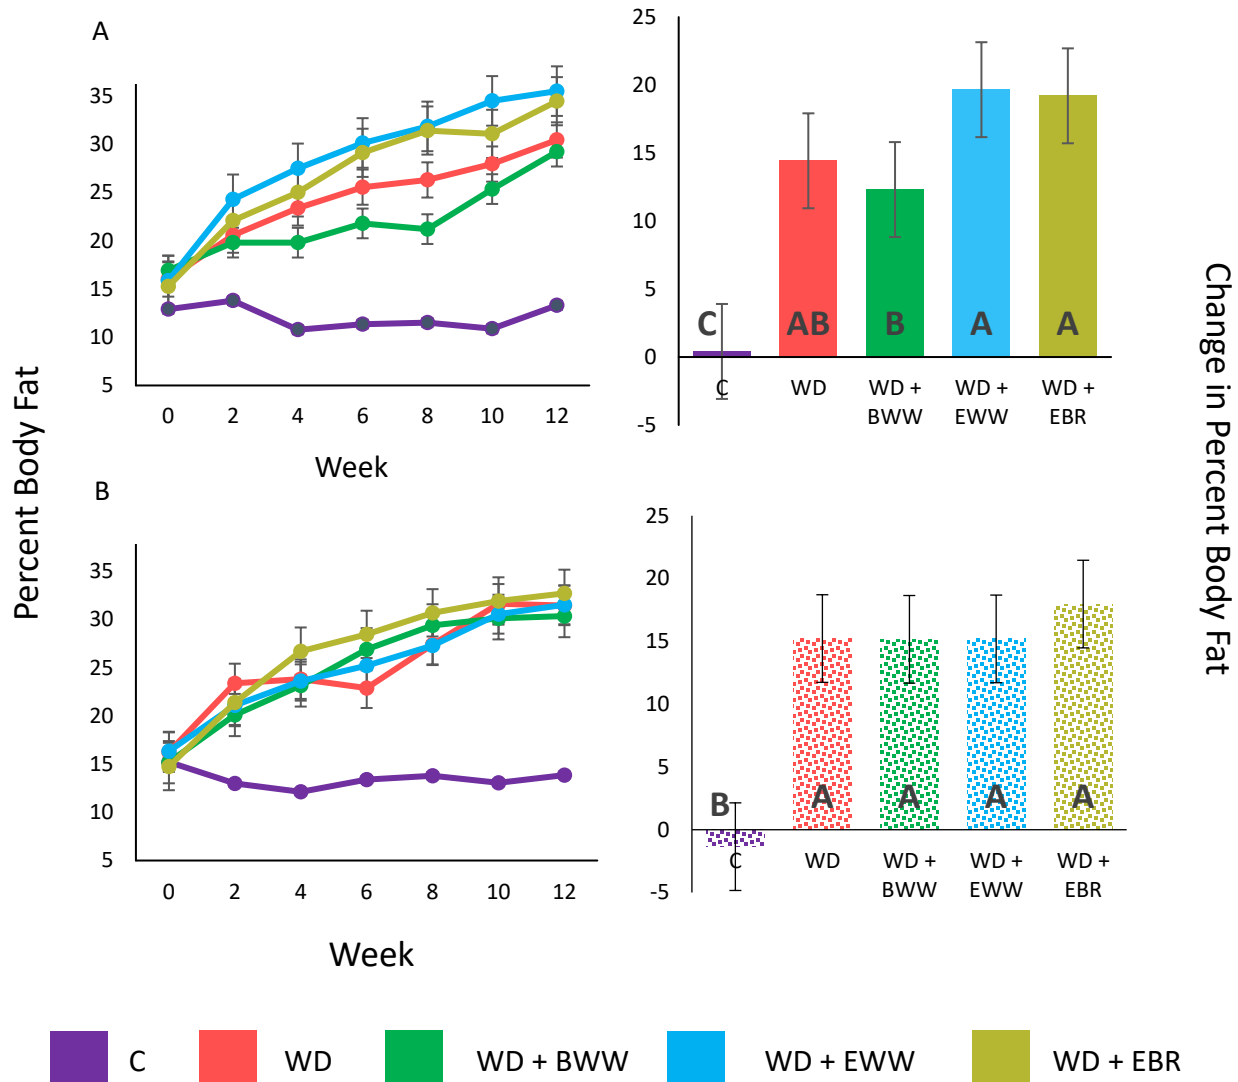 A
Percent Body Fat
35
30
25
20
15
10
5
0 2 4 6 8 10 12
Week
25
20
15
10
5
0
-5
C AB B A A
C WD WD + BWW WD + EWW WD + EBR
Change in Percent Body Fat
B
35
30
25
20
15
10
5
0 2 4 6 8 10 12
Week
25
20
15
10
5
0
-5
B A A A A
C WD WD + BWW WD + EWW WD + EBR
C WD WD + BWW WD + EWW WD + EBR